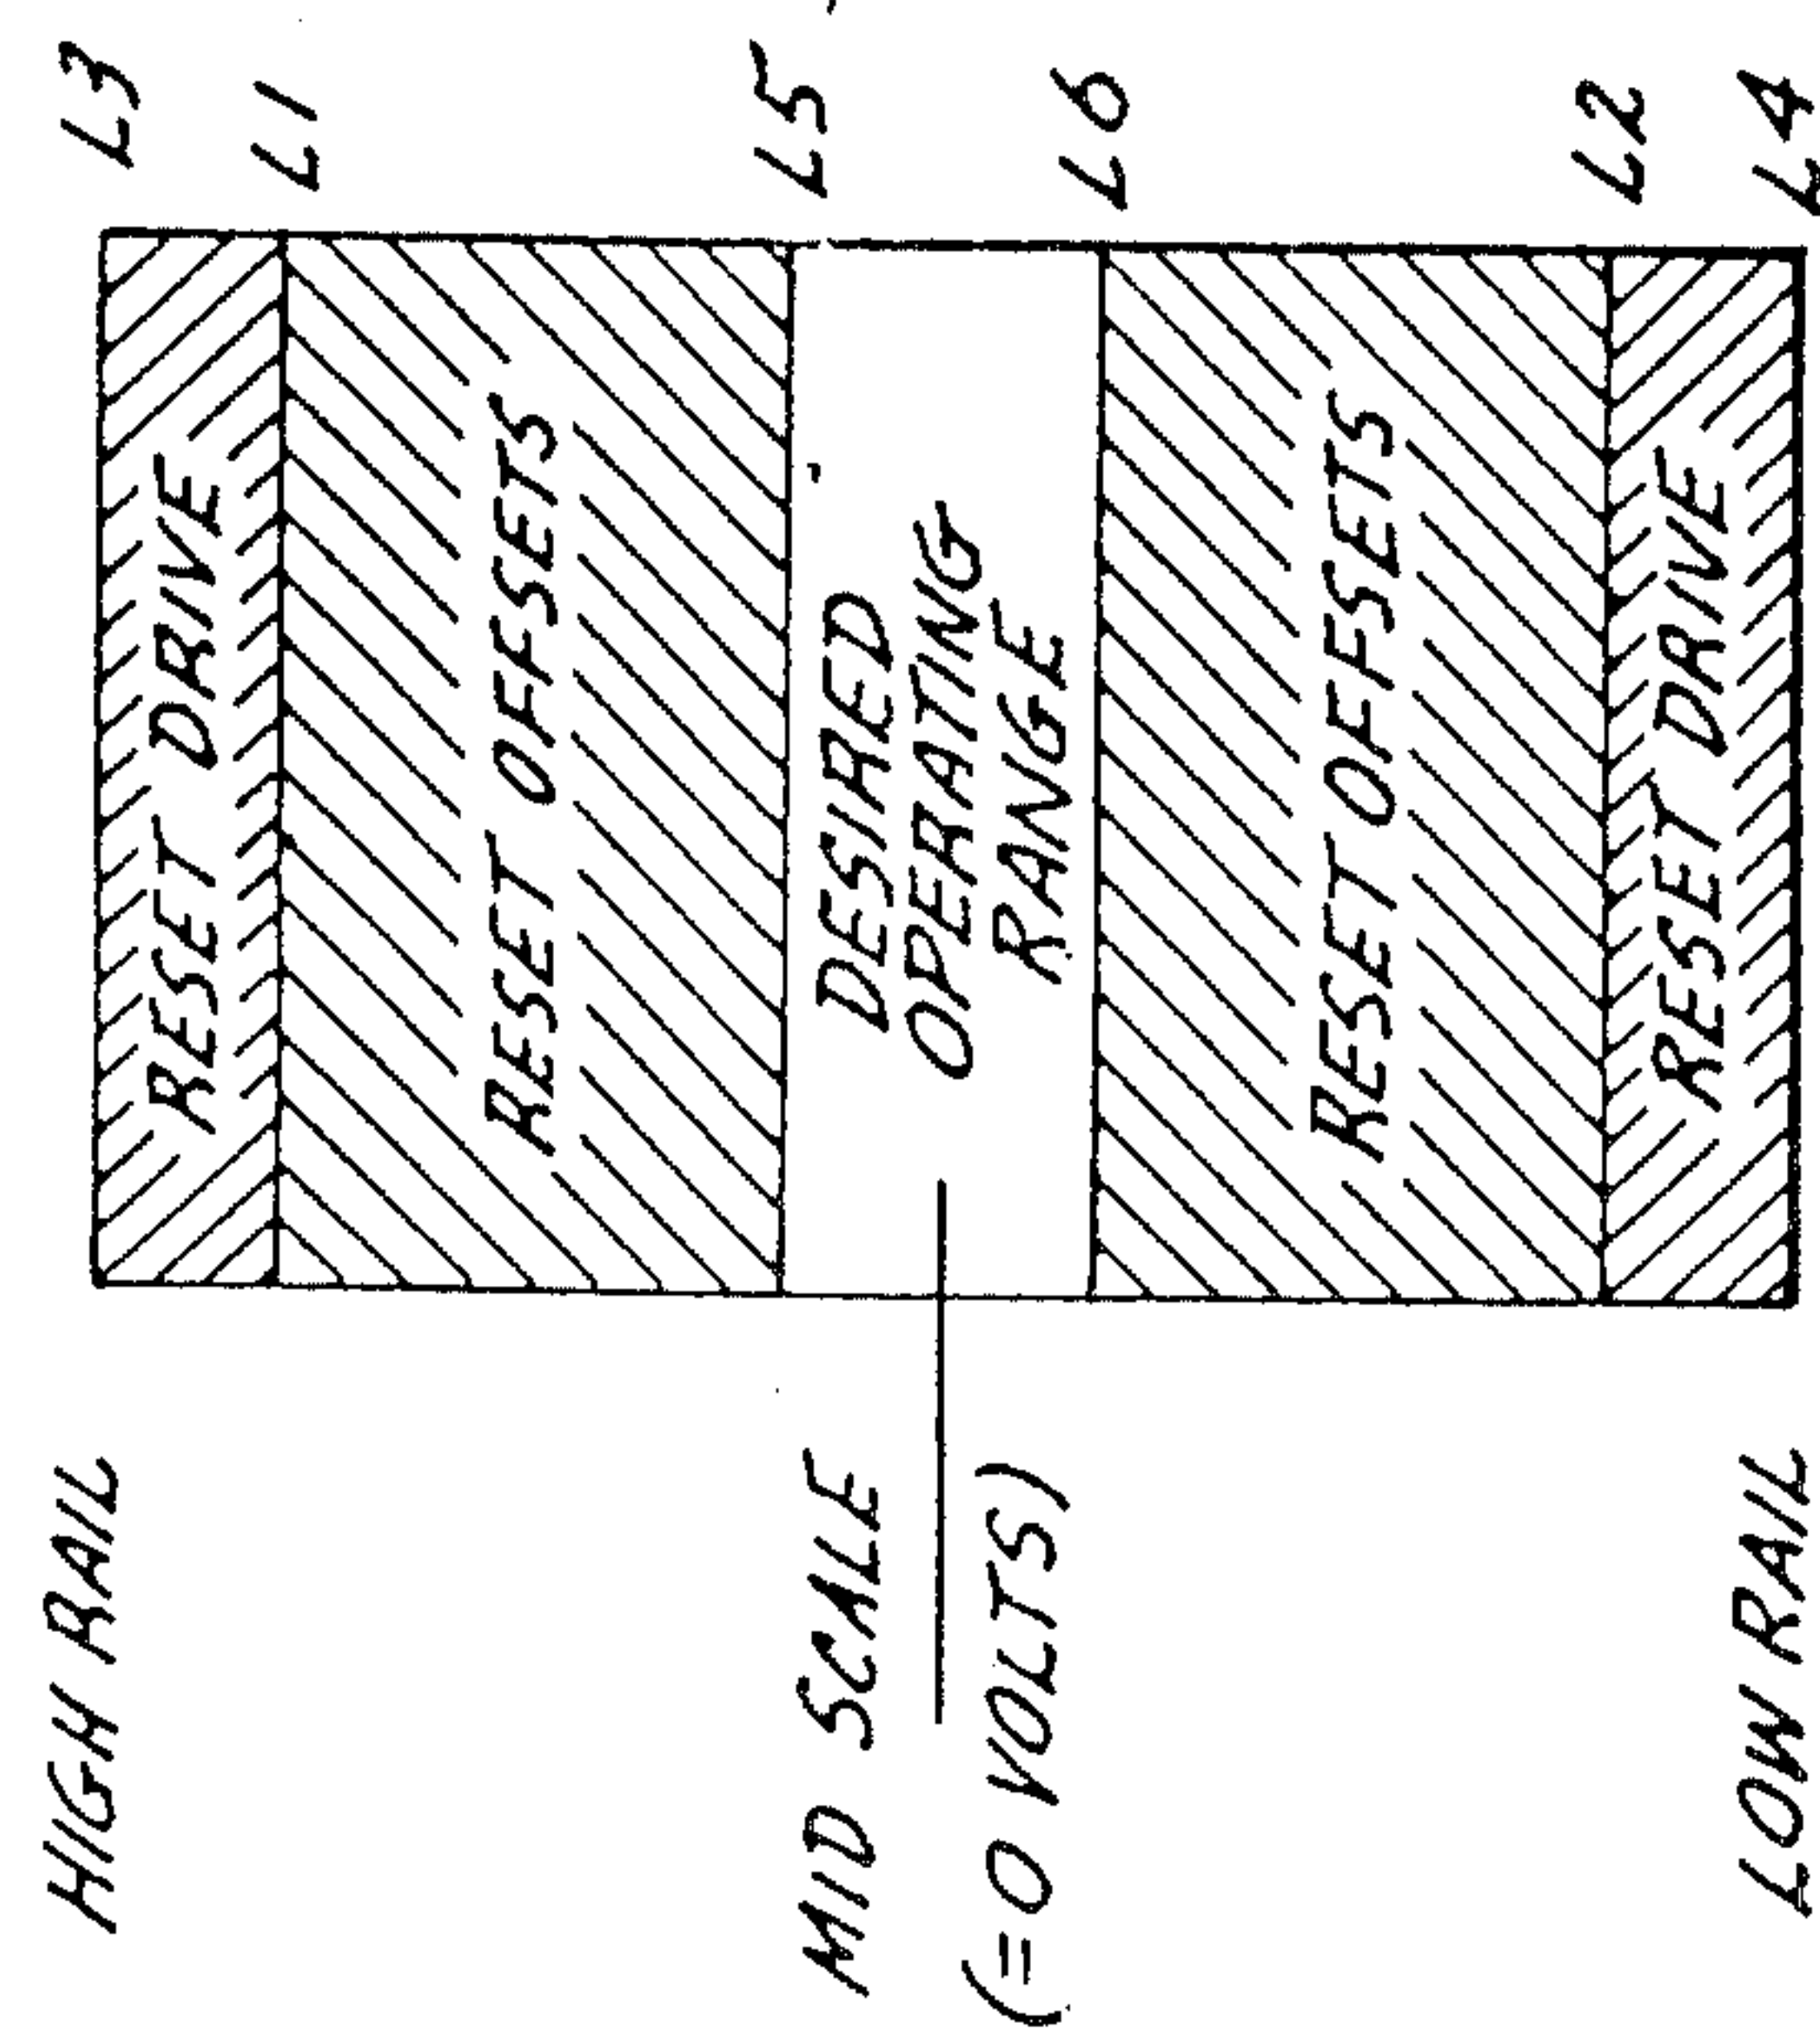 HIGH RAIL
L3
RESET DRIVE
L1
RESET OFFSETS
L5
MID SCALE
(=0 VOLTS)
DESIRED
OPERATING
RANGE
L6
RESET OFFSETS
L2
RESET DRIVE
LOW RAIL
L4